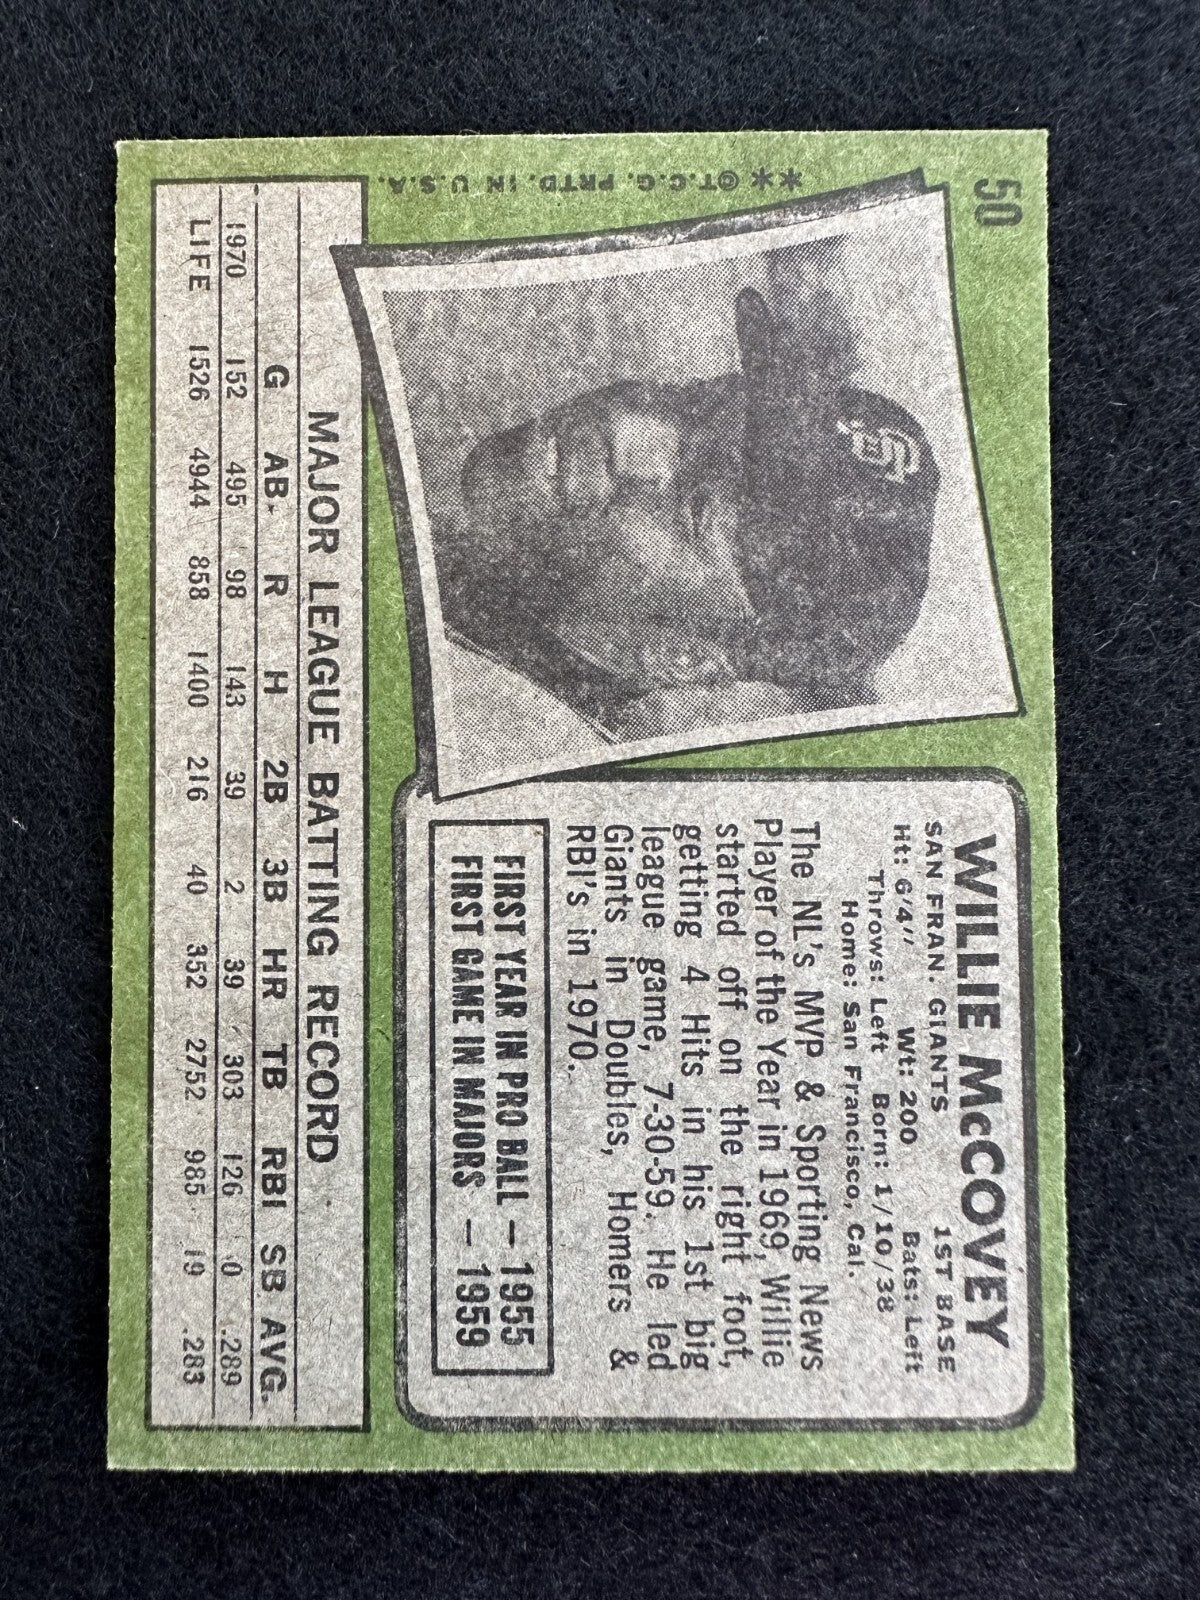 50
**©T.C.G. PRTD. IN U.S.A.
SF
WILLIE McCOVEY
SAN FRAN. GIANTS 1ST BASE
Ht: 6'4" Wt: 200 Bats: Left
Throws: Left Born: 1/10/38
Home: San Francisco, Cal.
The NL's MVP & Sporting News
Player of the Year in 1969, Willie
started off on the right foot,
getting 4 Hits in his 1st big
league game, 7-30-59. He led
Giants in Doubles, Homers &
RBI's in 1970.
FIRST YEAR IN PRO BALL — 1955
FIRST GAME IN MAJORS — 1959
MAJOR LEAGUE BATTING RECORD
G AB. R H 2B 3B HR TB RBI SB AVG.
1970 152 495 98 143 39 2 39 303 126 0 .289
LIFE 1526 4944 858 1400 216 40 352 2752 985 19 .283